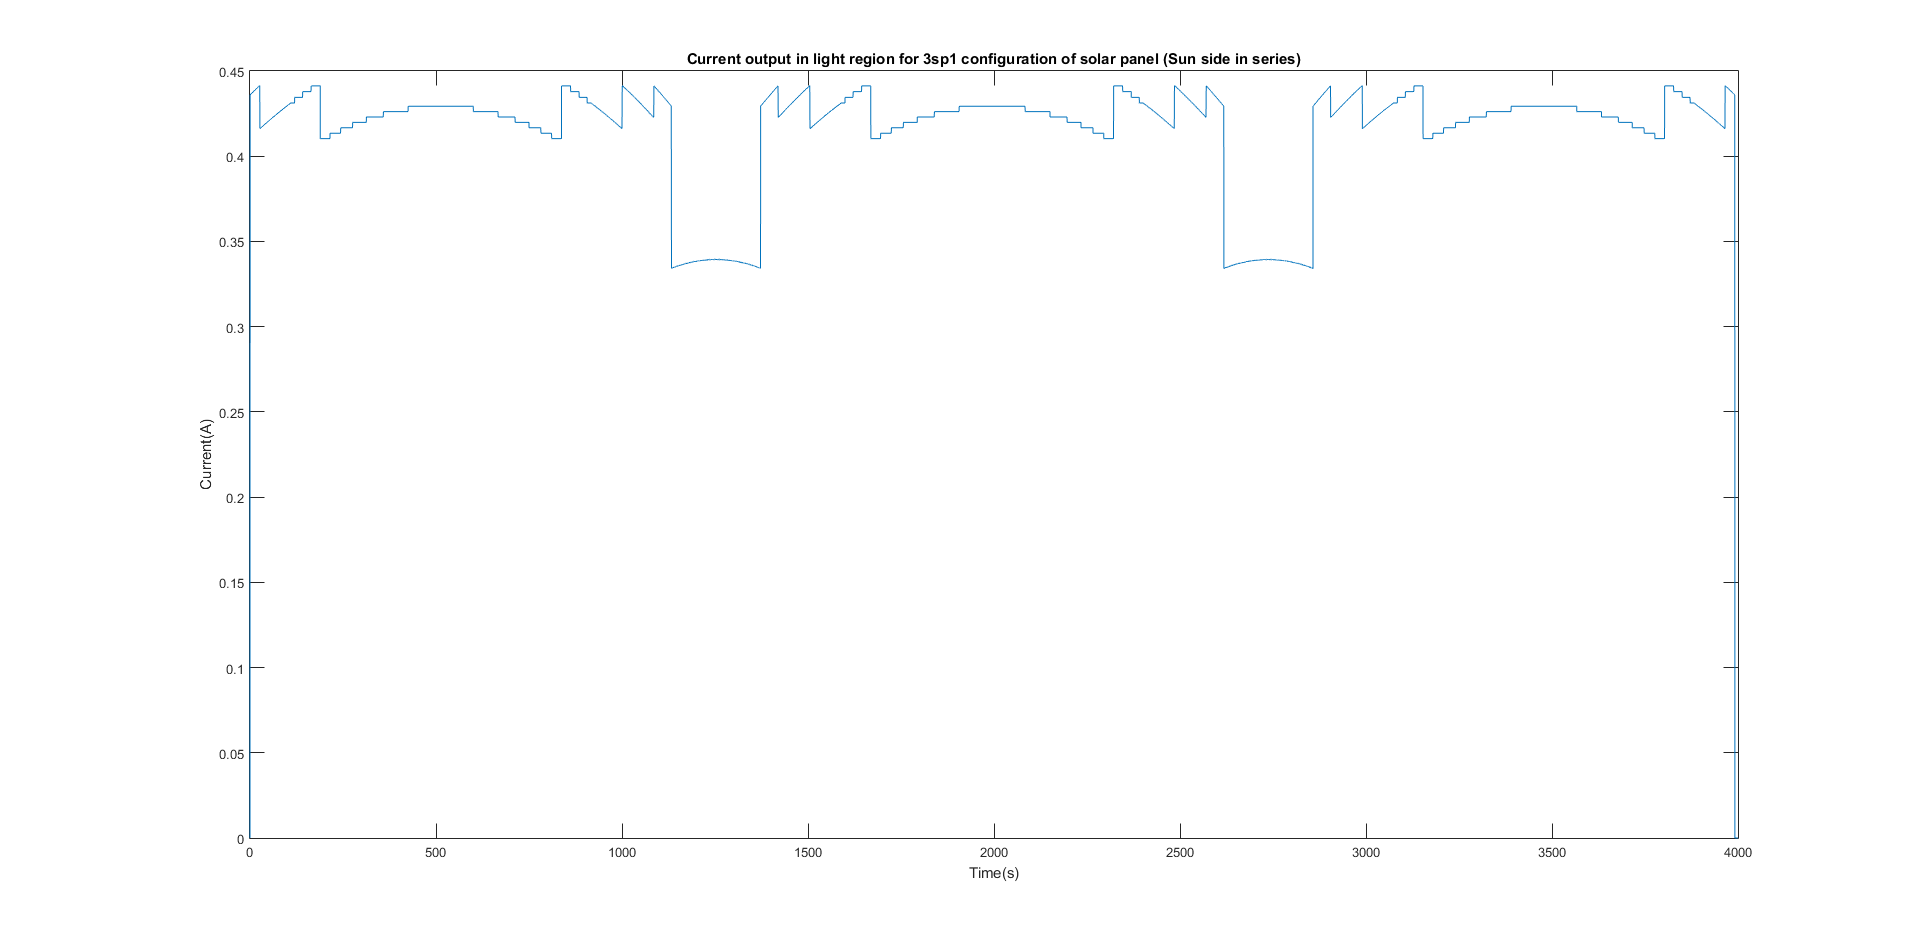 Current output in light region for 3sp1 configuration of solar panel (Sun side in series)
0.45
0.4
0.35
0.3
0.25
0.2
0.15
0.1
0.05
0
Current(A)
0 500 1000 1500 2000 2500 3000 3500 4000
Time(s)